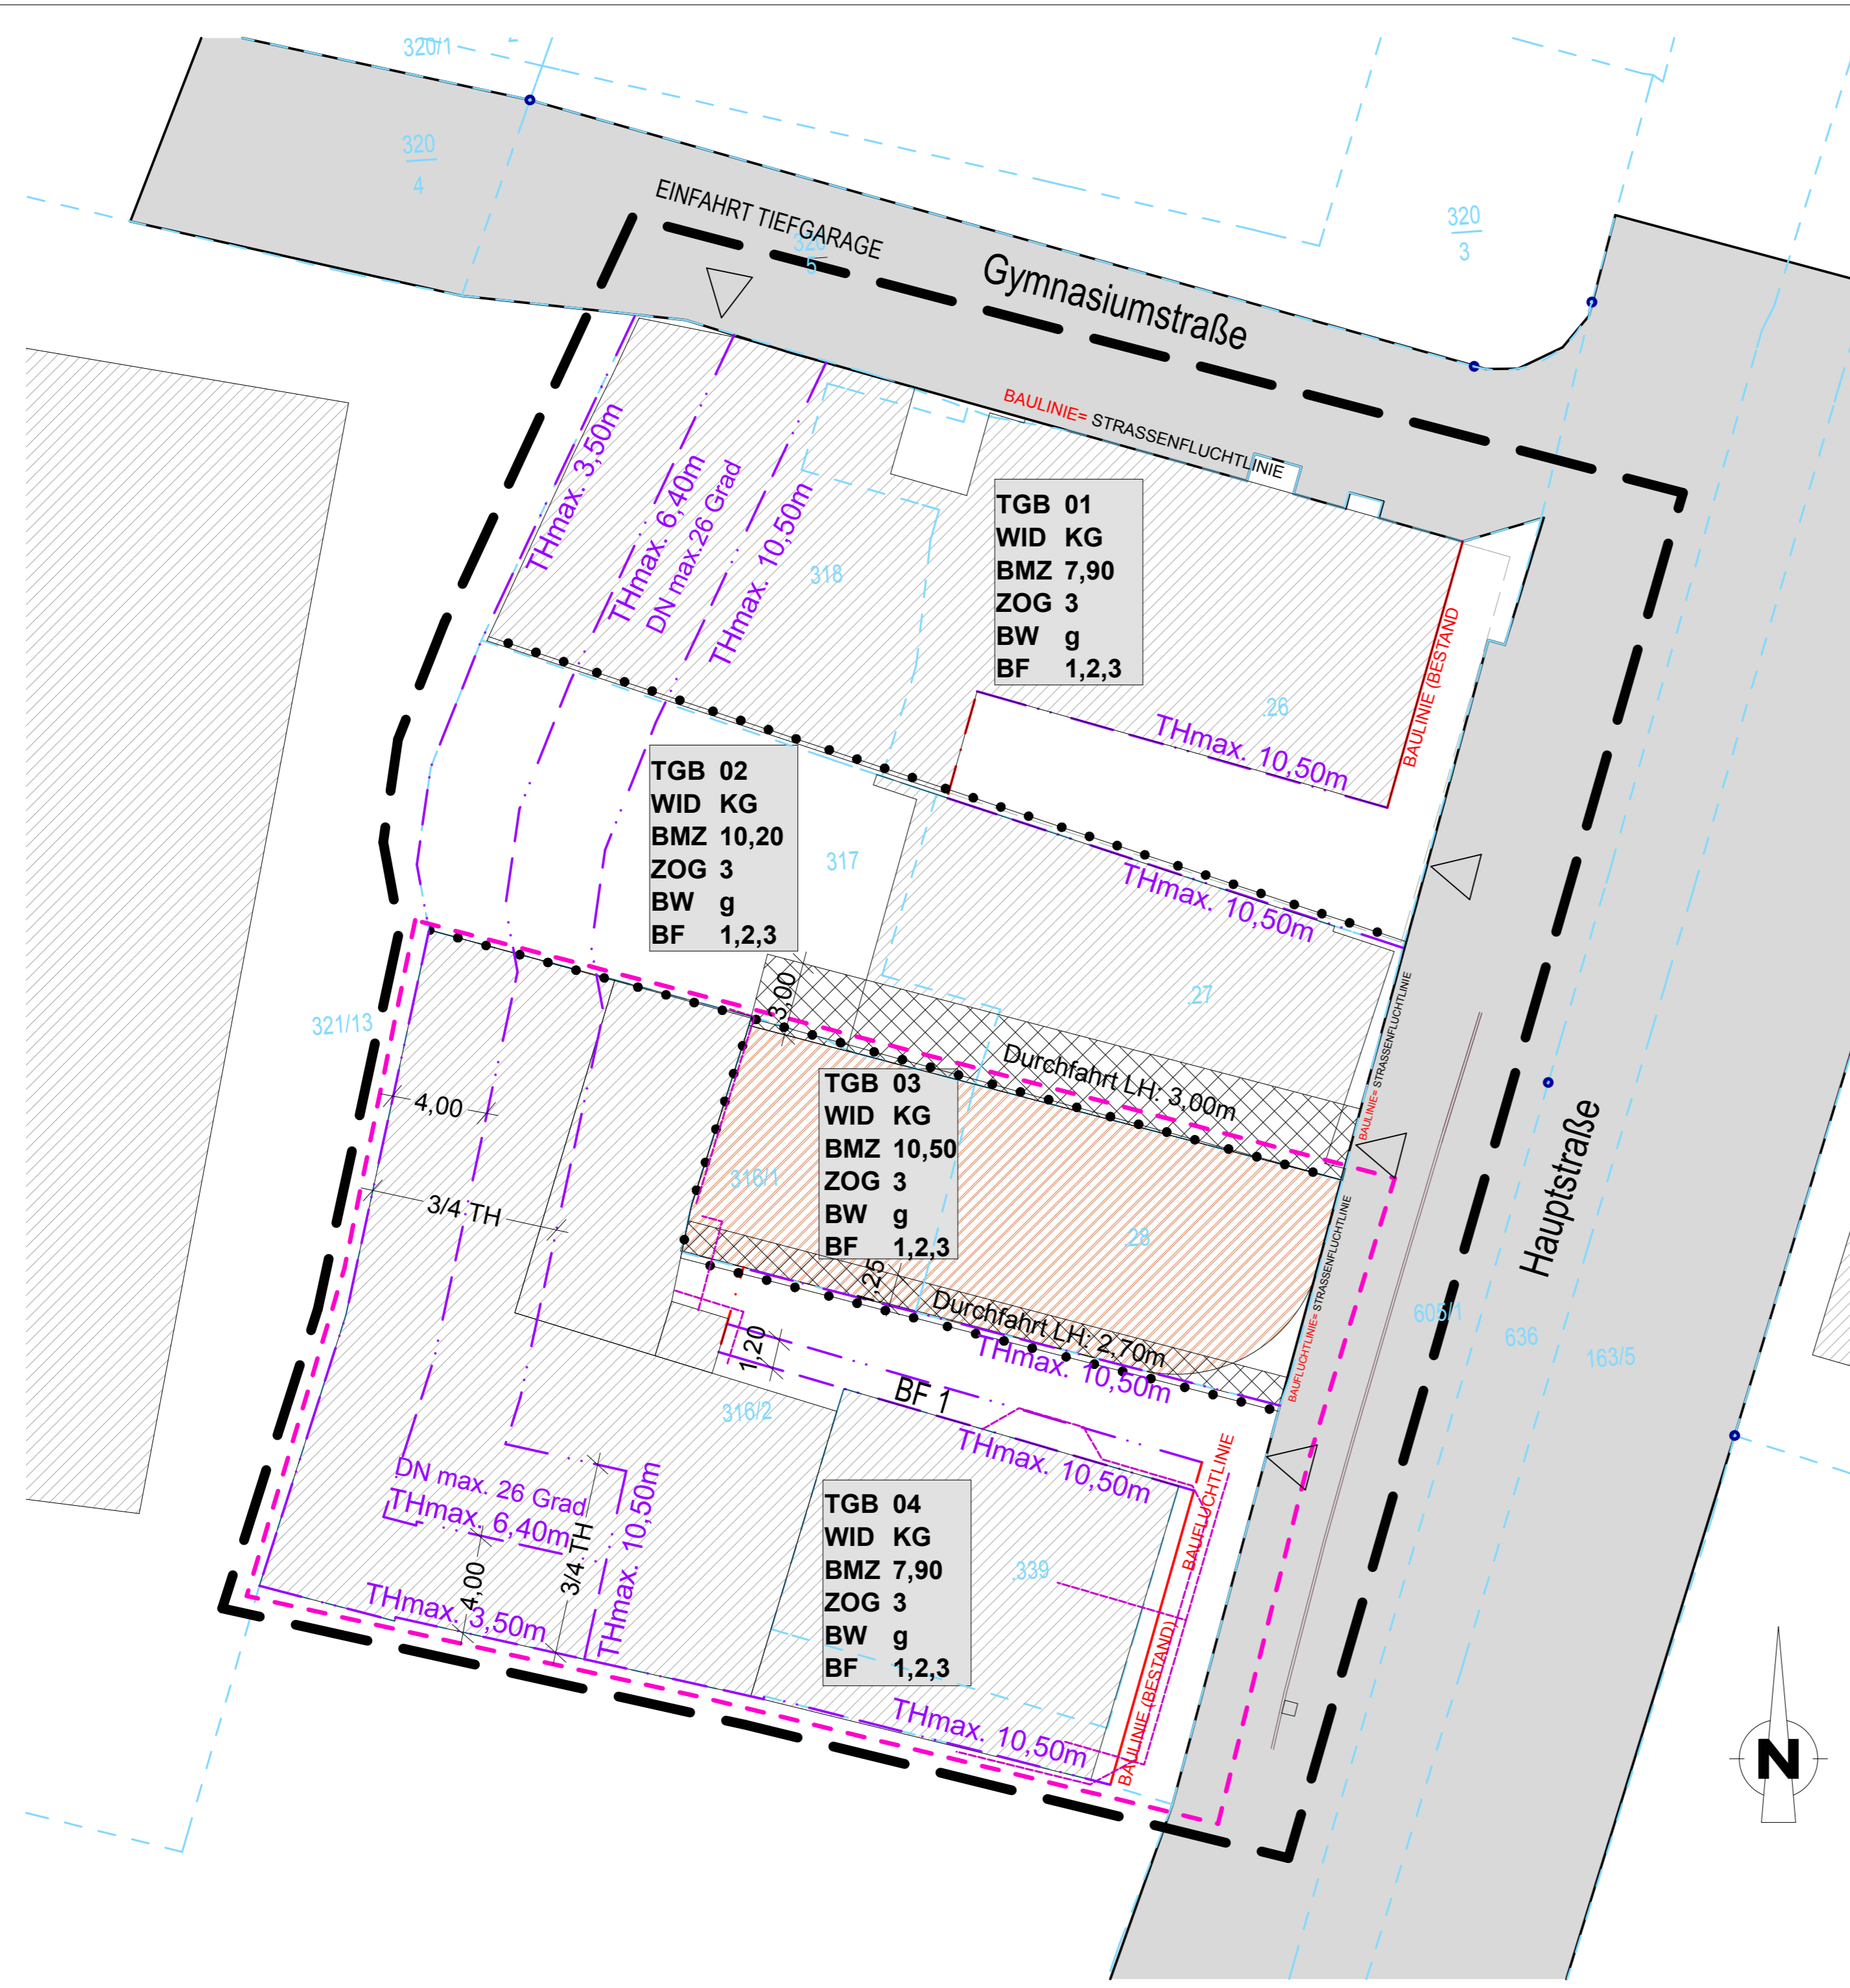 320/1
320
4
EINFAHRT TIEFGARAGE
320
5
Gymnasiumstraße
320
3
BAULINIE= STRASSENFLUCHTLINIE
THmax. 3,50m
THmax. 6,40m
DN max.26 Grad
THmax. 10,50m
318
TGB 01
WID KG
BMZ 7,90
ZOG 3
BW g
BF 1,2,3
.26
BAULINIE (BESTAND)
THmax. 10,50m
TGB 02
WID KG
BMZ 10,20
ZOG 3
BW g
BF 1,2,3
317
THmax. 10,50m
.27
BAULINIE= STRASSENFLUCHTLINIE
321/13
3,00
Durchfahrt LH: 3,00m
4,00
3/4 TH
316/1
TGB 03
WID KG
BMZ 10,50
ZOG 3
BW g
BF 1,2,3
.28
BAUFLUCHTLINIE= STRASSENFLUCHTLINIE
Hauptstraße
605/1
636
163/5
Durchfahrt LH: 2,70m
THmax. 10,50m
1,20
BF 1
316/2
THmax. 10,50m
BAUFLUCHTLINIE
DN max. 26 Grad
THmax. 6,40m
3/4 TH
THmax. 10,50m
4,00
THmax. 3,50m
TGB 04
WID KG
BMZ 7,90
ZOG 3
BW g
BF 1,2,3
.339
BAULINIE (BESTAND)
THmax. 10,50m
N